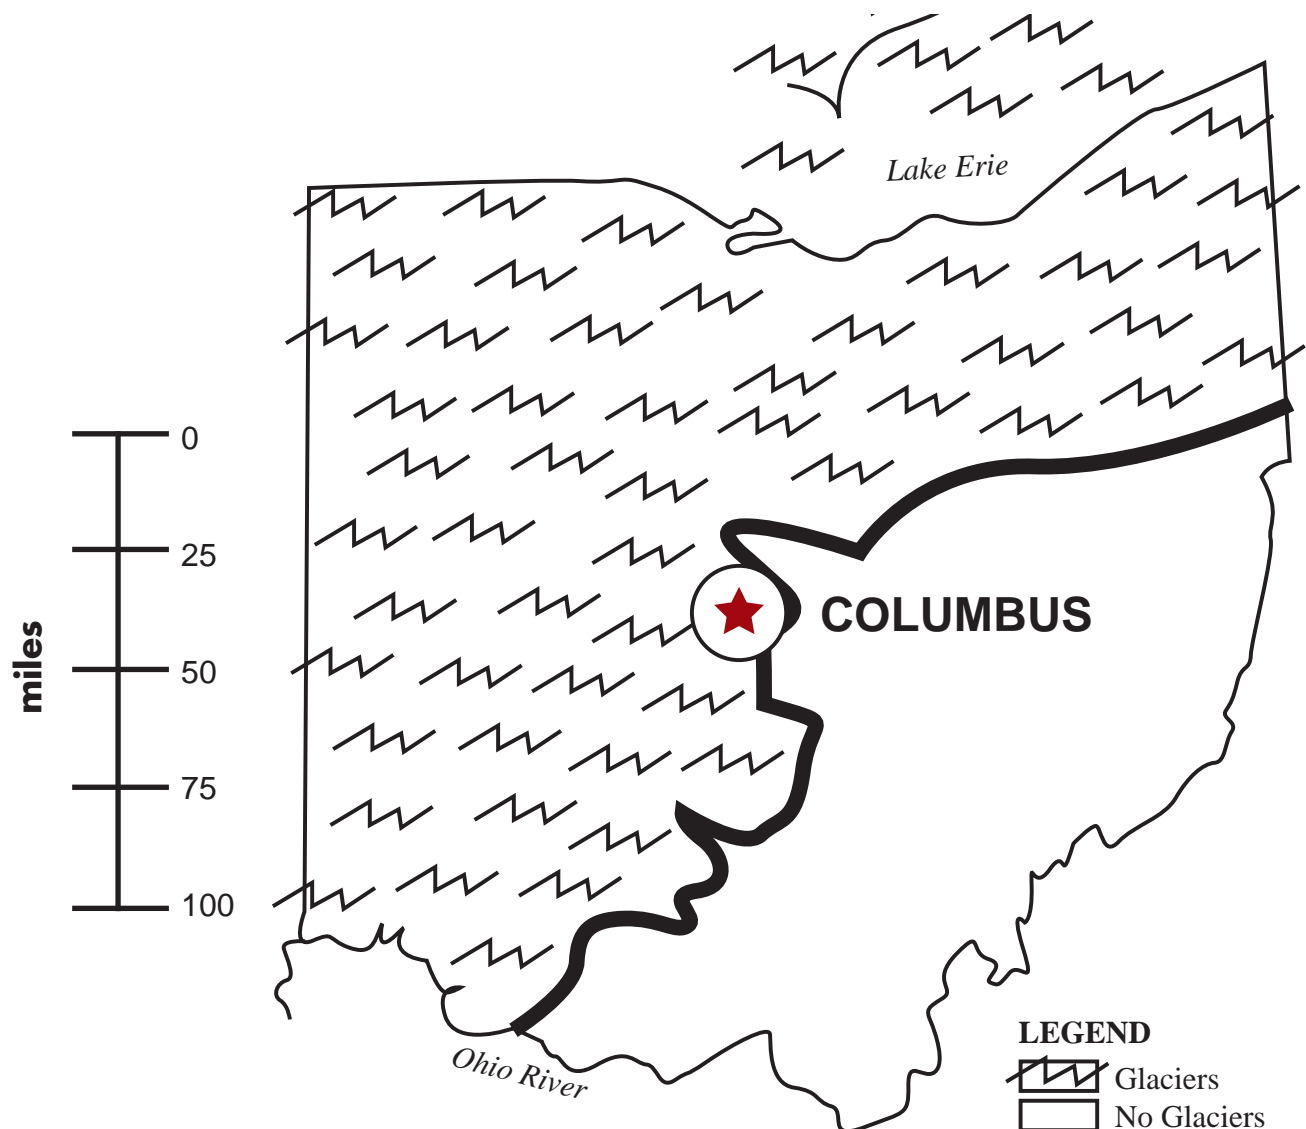 Lake Erie
0
25
50
75
100
miles
COLUMBUS
Ohio River
LEGEND
Glaciers
No Glaciers